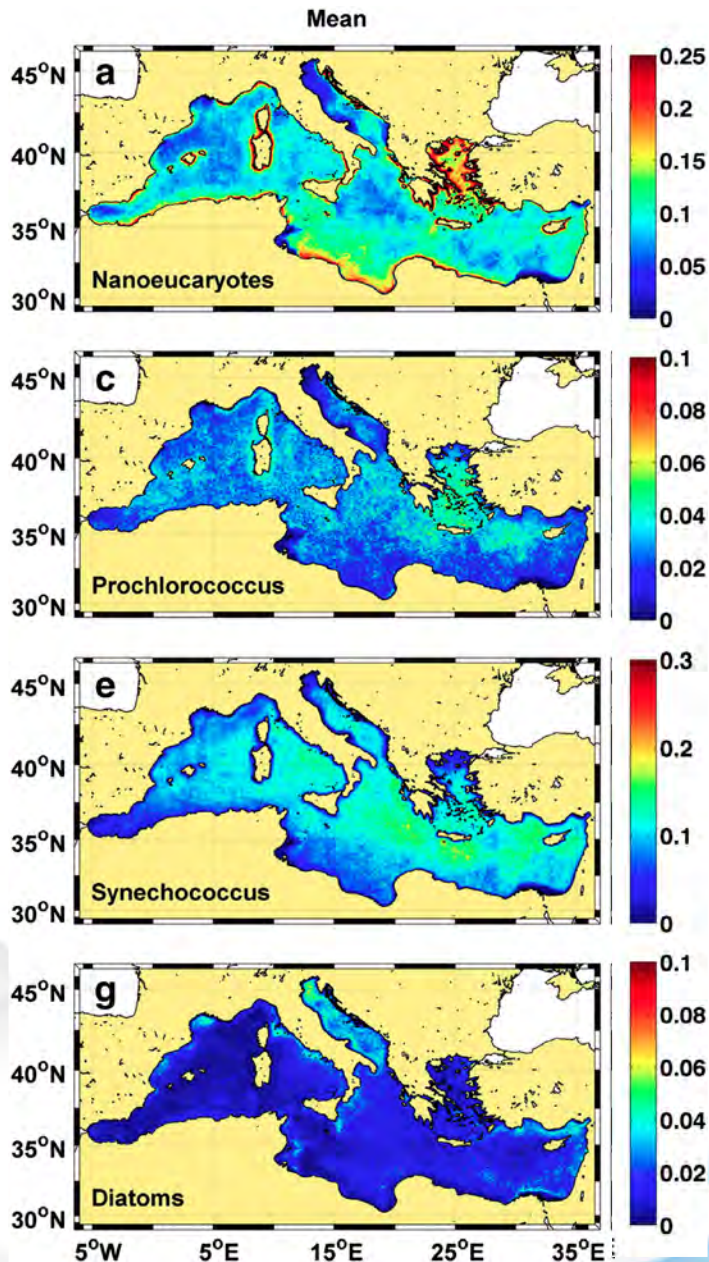 Mean
a
45°N
40°N
35°N
30°N
Nanoeucaryotes
0.25
0.2
0.15
0.1
0.05
0
c
45°N
40°N
35°N
30°N
Prochlorococcus
0.1
0.08
0.06
0.04
0.02
0
e
45°N
40°N
35°N
30°N
Synechococcus
0.3
0.2
0.1
0
g
45°N
40°N
35°N
30°N
Diatoms
0.1
0.08
0.06
0.04
0.02
0
5°W 5°E 15°E 25°E 35°E